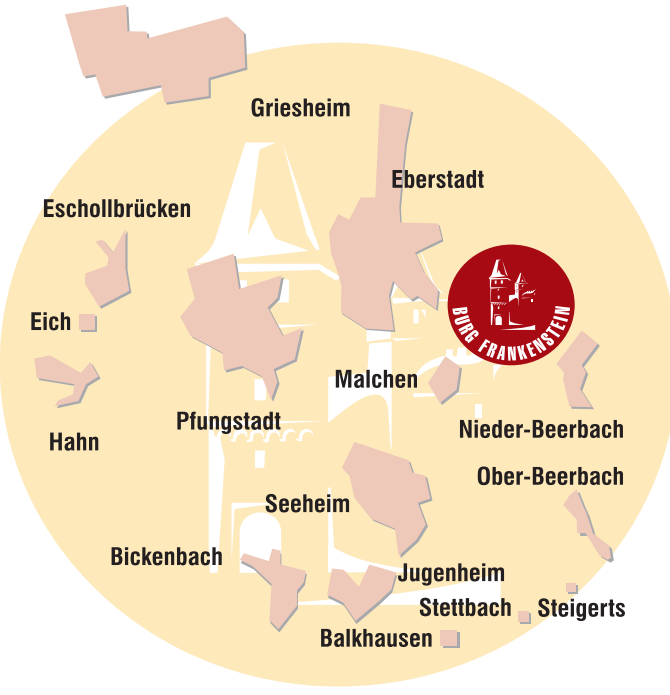 Griesheim
Eberstadt
Eschollbrücken
BURG FRANKENSTEIN
Eich
Malchen
Pfungstadt
Nieder-Beerbach
Hahn
Ober-Beerbach
Seeheim
Bickenbach
Jugenheim
Stettbach Steigerts
Balkhausen